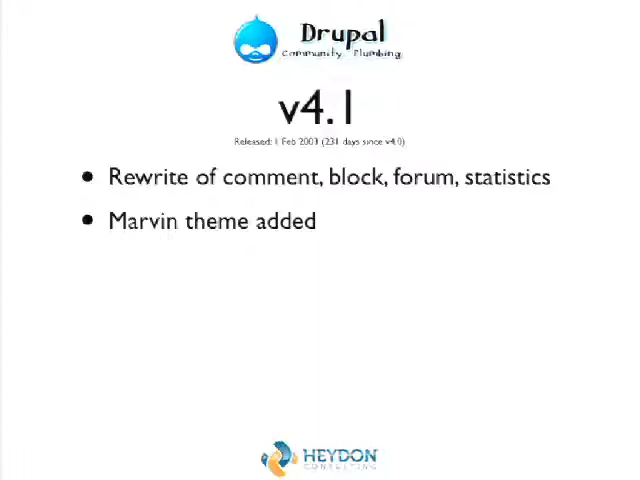 Drupal
Community Plumbing
v4.1
Released: 1 Feb 2003 (231 days since v4.0)
• Rewrite of comment, block, forum, statistics
• Marvin theme added
HEYDON
CONSULTING